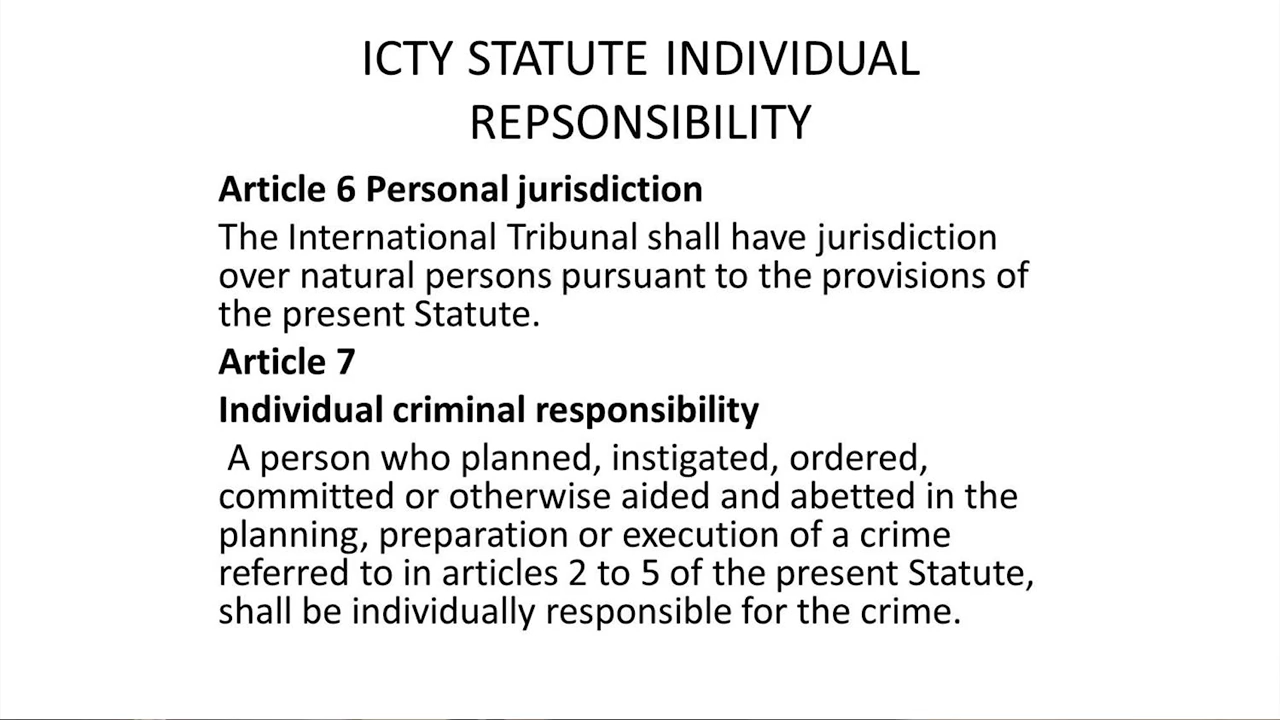 ICTY STATUTE INDIVIDUAL
REPSONSIBILITY
Article 6 Personal jurisdiction
The International Tribunal shall have jurisdiction
over natural persons pursuant to the provisions of
the present Statute.
Article 7
Individual criminal responsibility
A person who planned, instigated, ordered,
committed or otherwise aided and abetted in the
planning, preparation or execution of a crime
referred to in articles 2 to 5 of the present Statute,
shall be individually responsible for the crime.